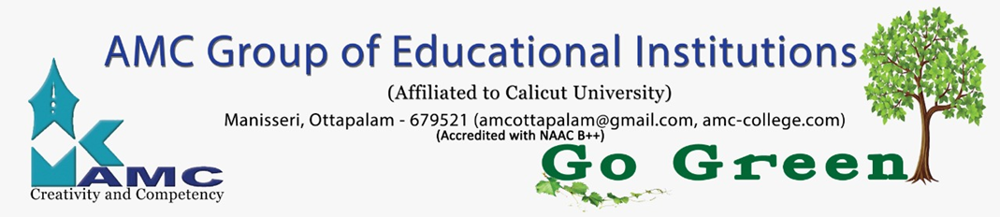 AMC Group of Educational Institutions
(Affiliated to Calicut University)
Manisseri, Ottapalam - 679521 (amcottapalam@gmail.com, amc-college.com)
(Accredited with NAAC B++)
Go Green
AMC
Creativity and Competency